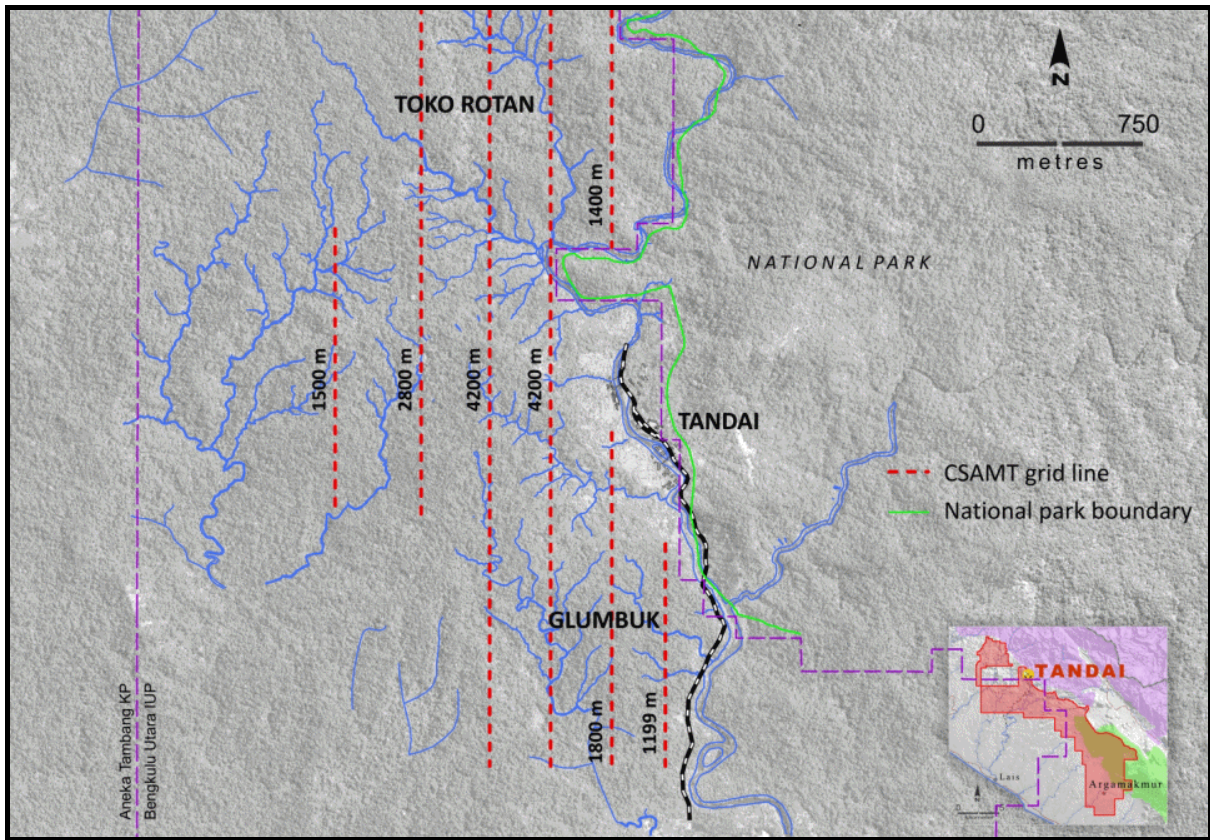 N
TOKO ROTAN
0 750
metres
1400 m
NATIONAL PARK
1500 m
2800 m
4200 m
4200 m
TANDAI
CSAMT grid line
National park boundary
GLUMBUK
1800 m
1199 m
Aneka Tambang KP
Bengkulu Utara IUP
TANDAI
Lais
Argamakmur